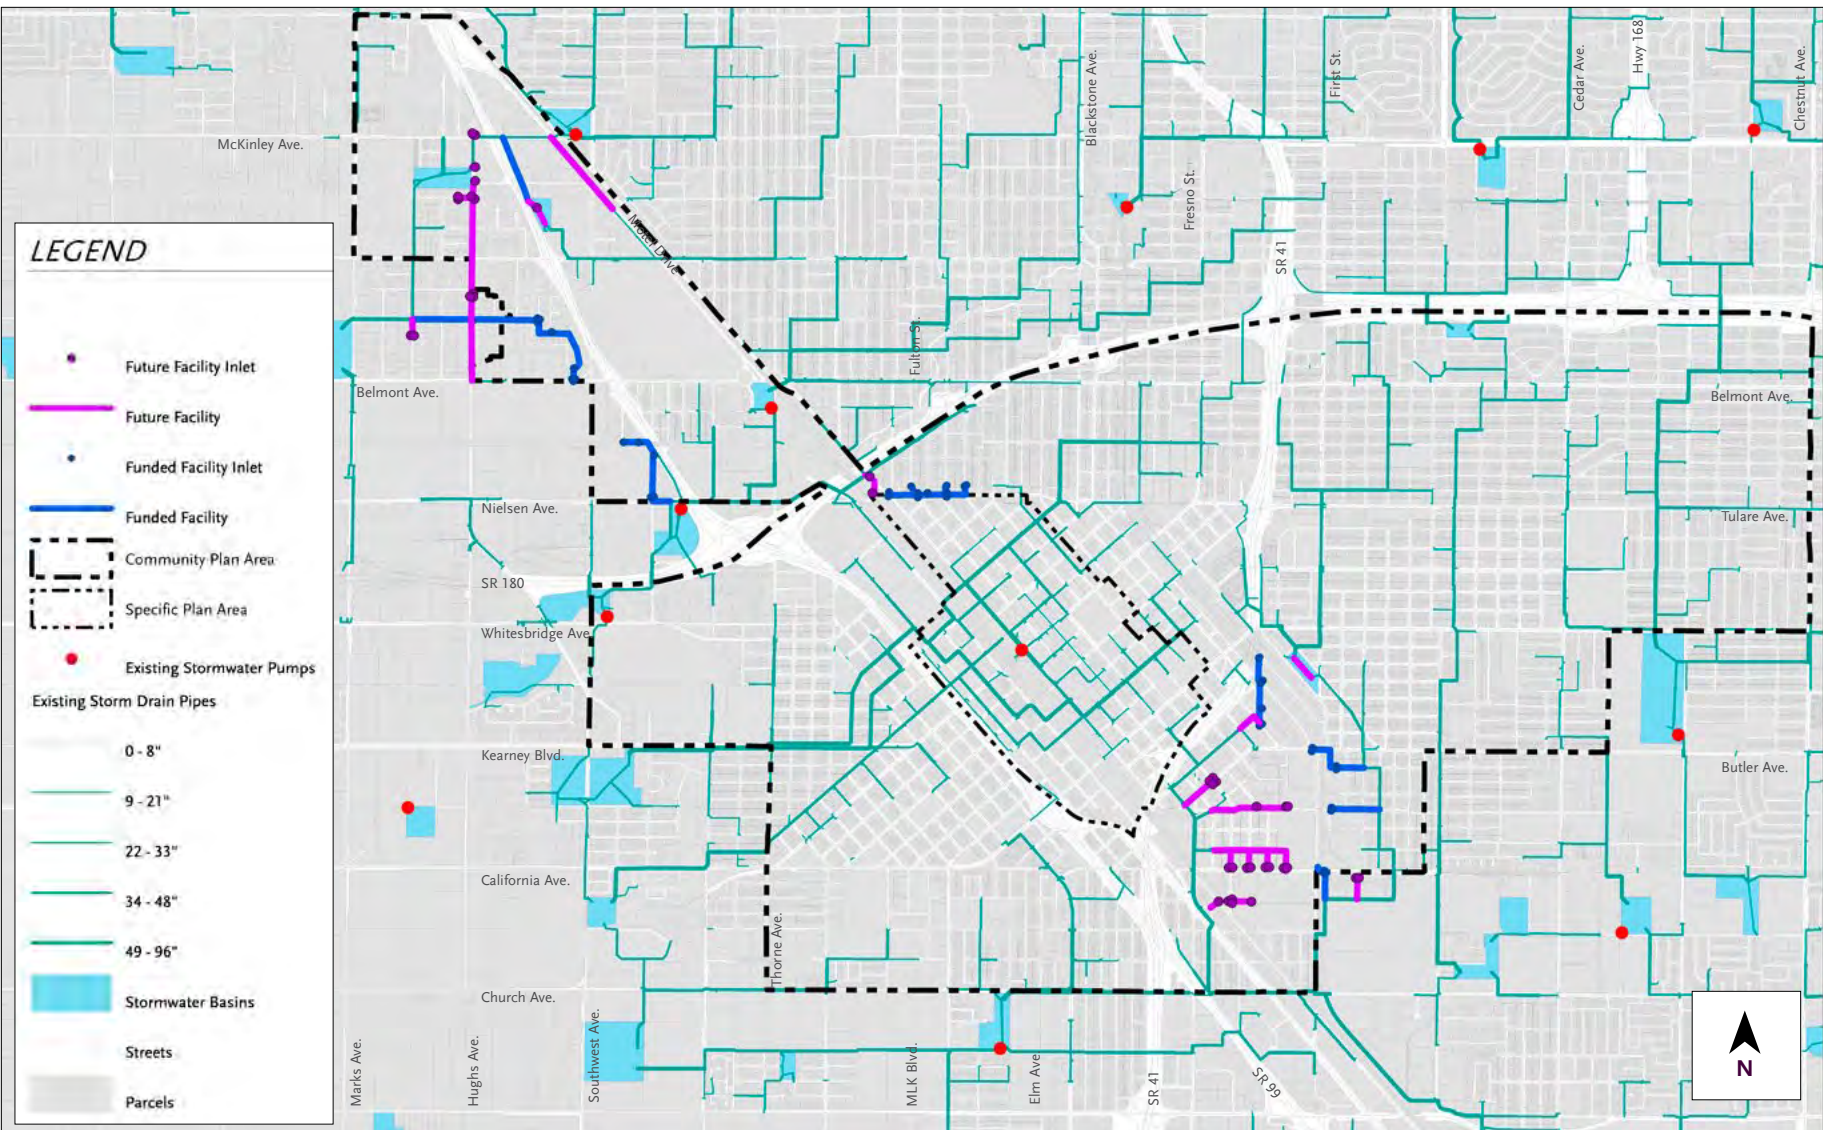 LEGEND
Future Facility Inlet
Future Facility
Funded Facility Inlet
Funded Facility
Community Plan Area
Specific Plan Area
Existing Stormwater Pumps
Existing Storm Drain Pipes
0 - 8"
9 - 21"
22 - 33"
34 - 48"
49 - 96"
Stormwater Basins
Streets
Parcels
McKinley Ave.
Belmont Ave.
Nielsen Ave.
SR 180
Whitesbridge Ave
Kearney Blvd.
California Ave.
Church Ave.
Marks Ave.
Hughs Ave.
Southwest Ave.
Thorne Ave.
MLK Blvd.
Elm Ave
SR 41
SR 99
Motel Drive
Fulton St.
Blackstone Ave.
Fresno St.
SR 41
First St.
Cedar Ave.
Hwy 168
Chestnut Ave.
Belmont Ave.
Tulare Ave.
Butler Ave.
N